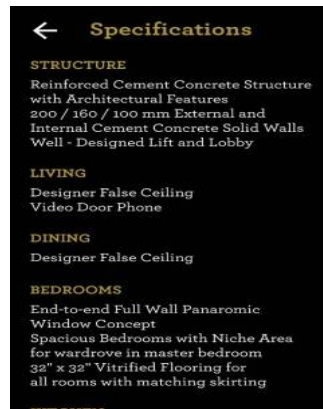 Specifications
STRUCTURE
Reinforced Cement Concrete Structure
with Architectural Features
200 / 160 / 100 mm External and
Internal Cement Concrete Solid Walls
Well - Designed Lift and Lobby
LIVING
Designer False Ceiling
Video Door Phone
DINING
Designer False Ceiling
BEDROOMS
End-to-end Full Wall Panaromic
Window Concept
Spacious Bedrooms with Niche Area
for wardrove in master bedroom
32" x 32" Vitrified Flooring for
all rooms with matching skirting